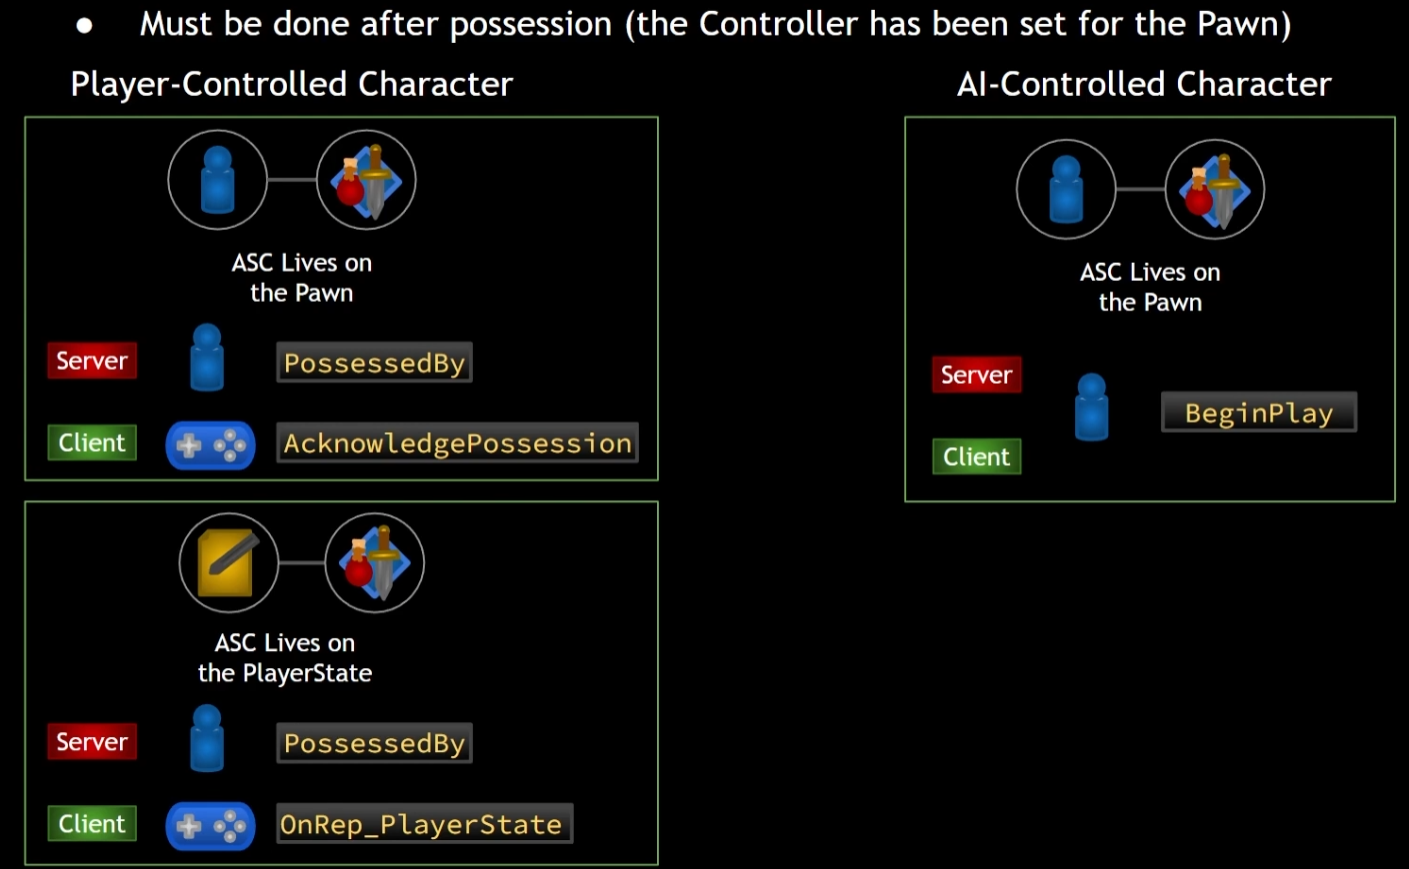 ● Must be done after possession (the Controller has been set for the Pawn)
Player-Controlled Character
ASC Lives on
the Pawn
Server
PossessedBy
Client
AcknowledgePossession
ASC Lives on
the PlayerState
Server
PossessedBy
Client
OnRep_PlayerState
AI-Controlled Character
ASC Lives on
the Pawn
Server
BeginPlay
Client